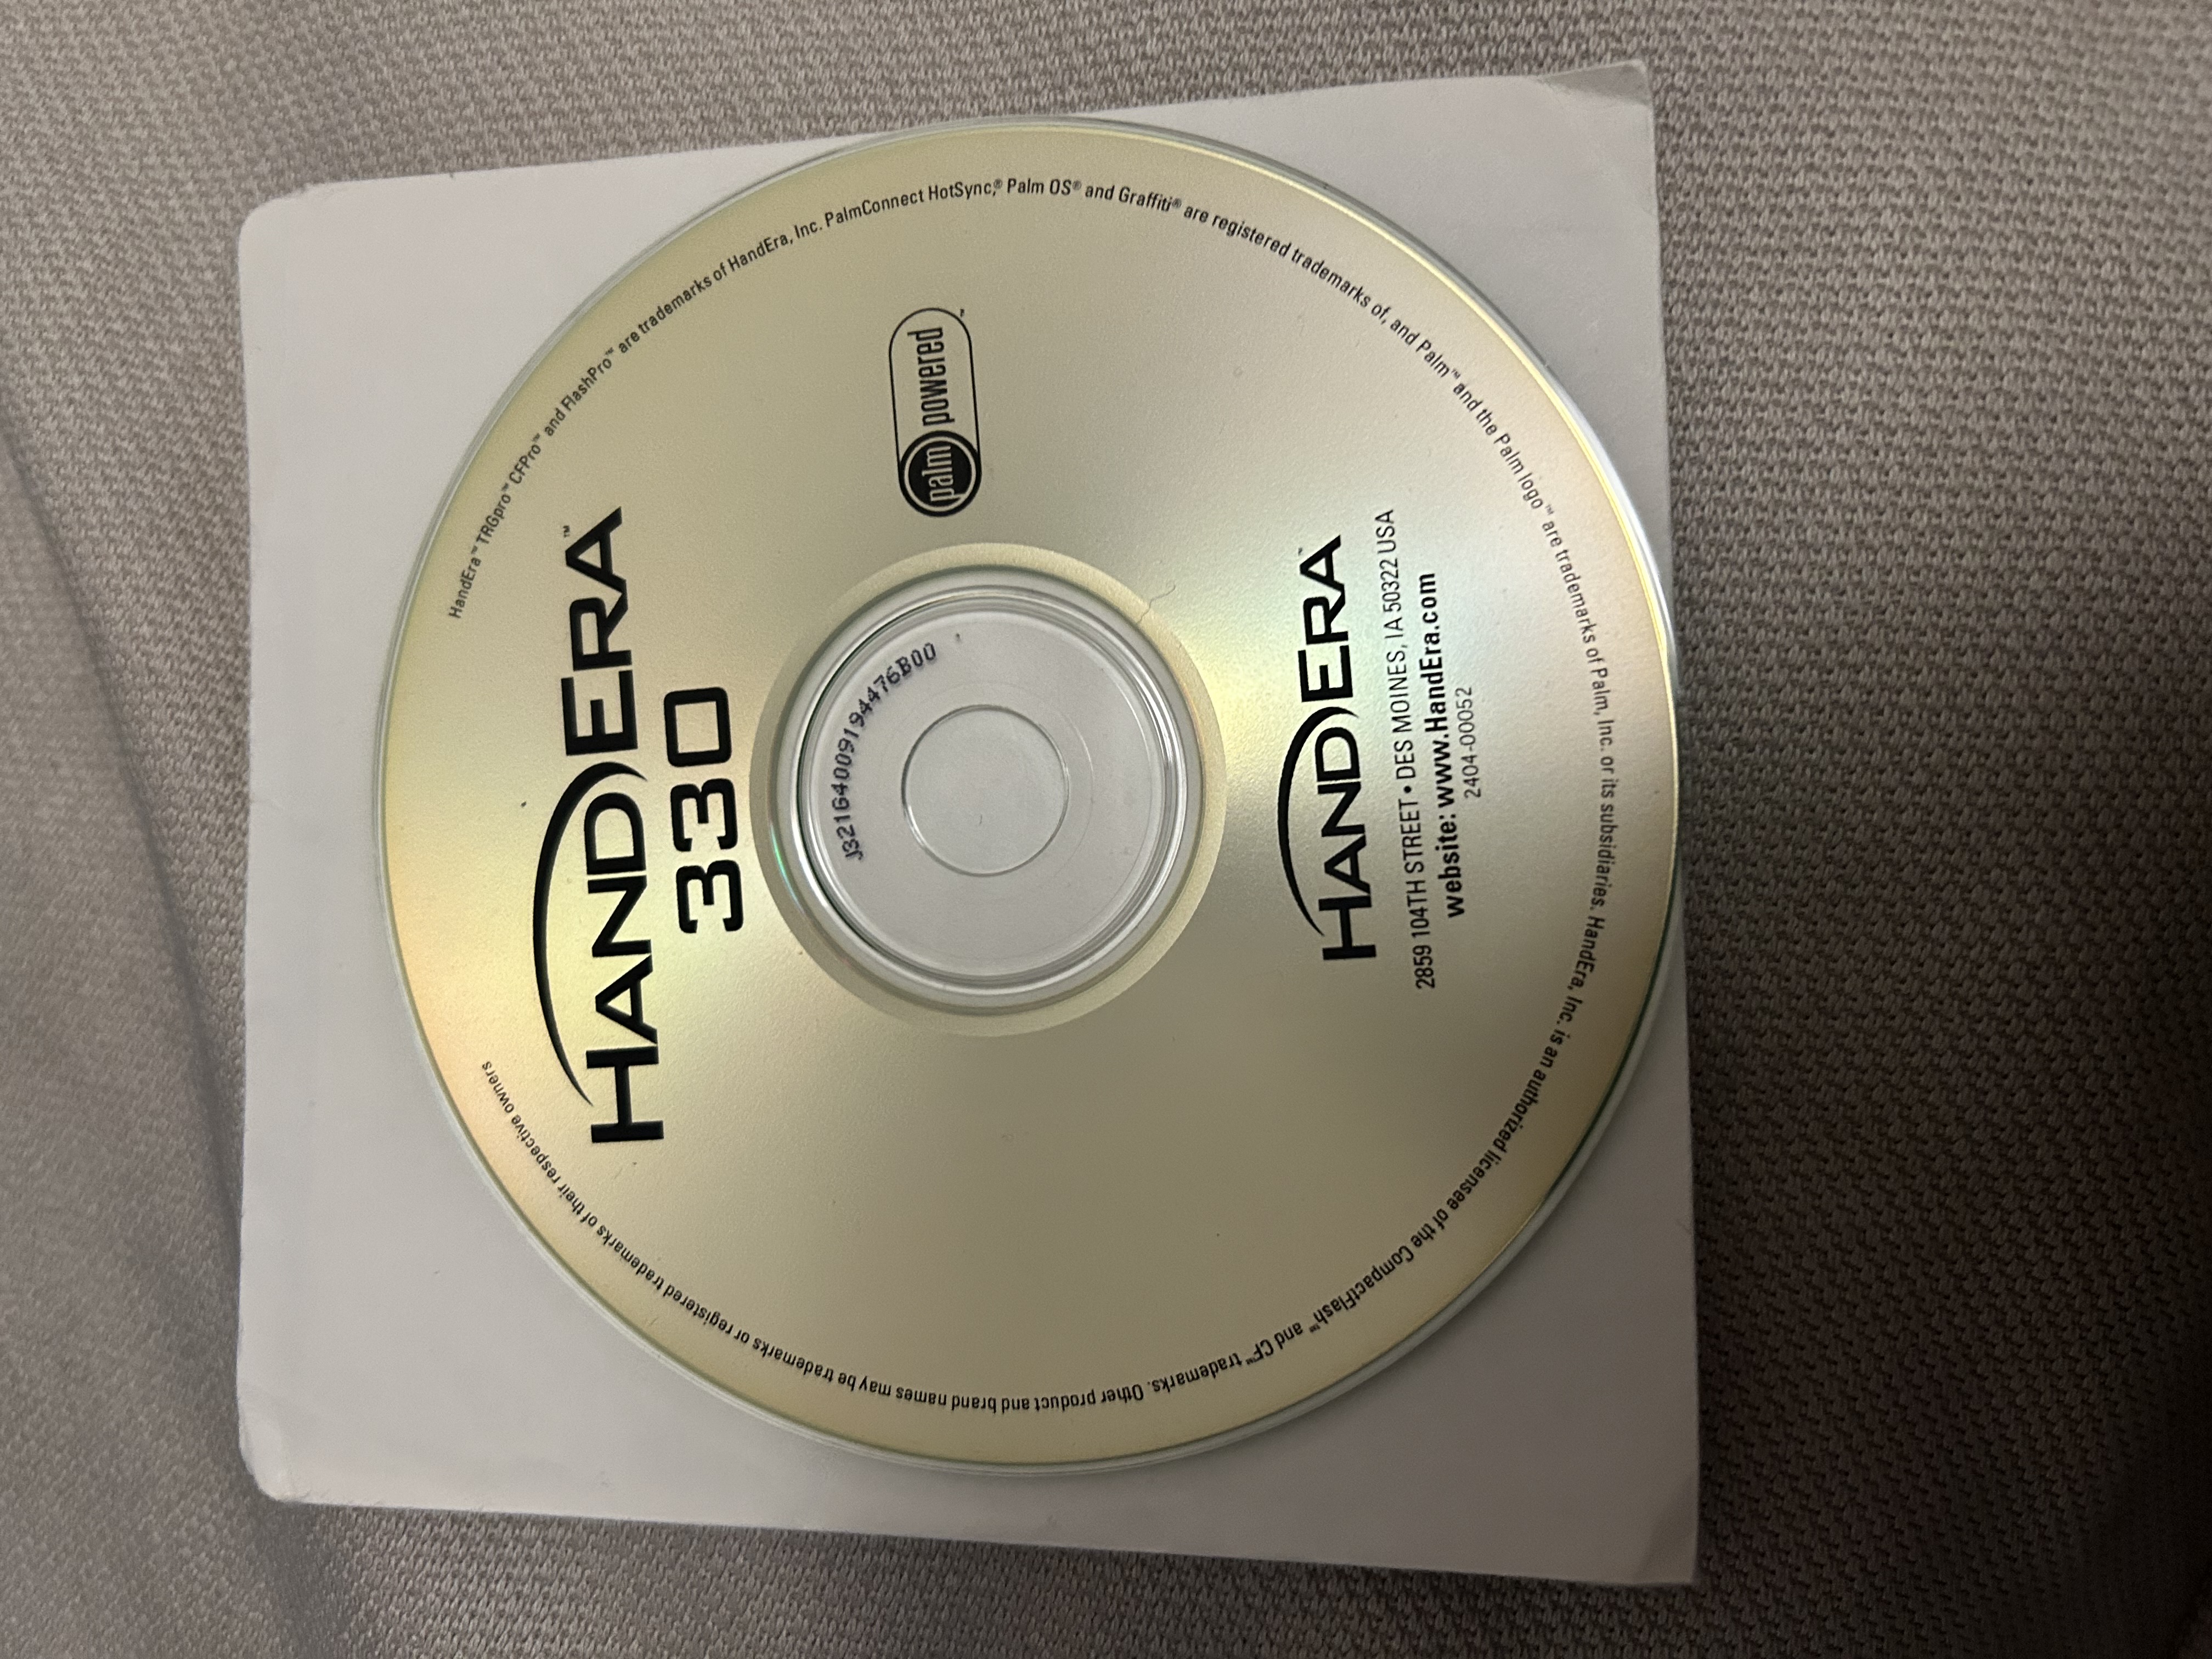 HandEra™ TRGpro™ CFPro™ and FlashPro™ are trademarks of HandEra, Inc. PalmConnect HotSync,® Palm OS® and Graffiti® are registered trademarks of, and Palm™ and the Palm logo™ are trademarks of Palm, Inc. or its subsidiaries. HandEra, Inc. is an authorized licensee of the CompactFlash™ and CF™ trademarks. Other product and brand names may be trademarks or registered trademarks of their respective owners
HANDERA™
330
palm powered™
J32164009194476B00
HANDERA™
2859 104TH STREET • DES MOINES, IA 50322 USA
website: www.HandEra.com
2404-00052